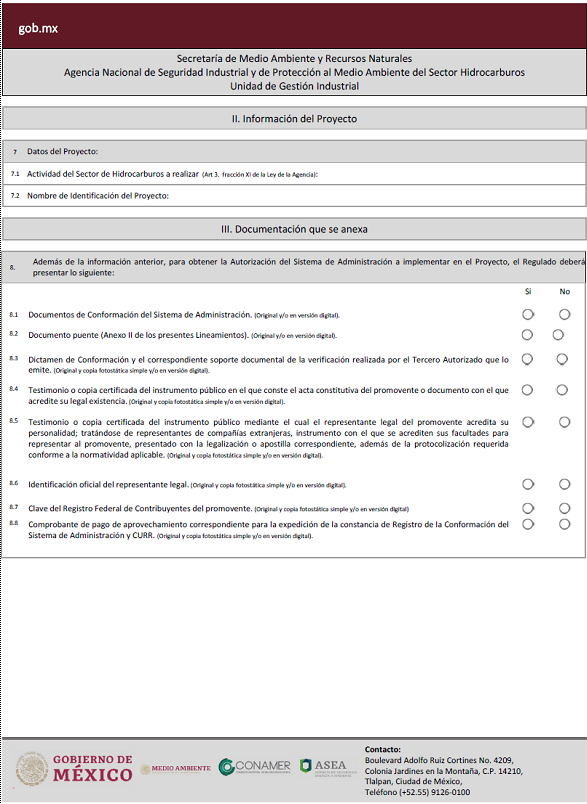 gob.mx
Secretaría de Medio Ambiente y Recursos Naturales
Agencia Nacional de Seguridad Industrial y de Protección al Medio Ambiente del Sector Hidrocarburos
Unidad de Gestión Industrial
II. Información del Proyecto
7 Datos del Proyecto:
7.1 Actividad del Sector de Hidrocarburos a realizar (Art 3. fracción XI de la Ley de la Agencia):
7.2 Nombre de Identificación del Proyecto:
III. Documentación que se anexa
8. Además de la información anterior, para obtener la Autorización del Sistema de Administración a implementar en el Proyecto, el Regulado deberá
presentar lo siguiente:
Si No
8.1 Documentos de Conformación del Sistema de Administración. (Original y/o en versión digital).
8.2 Documento puente (Anexo II de los presentes Lineamientos). (Original y/o en versión digital).
8.3 Dictamen de Conformación y el correspondiente soporte documental de la verificación realizada por el Tercero Autorizado que lo
emite. (Original y copia fotostática simple y/o en versión digital).
8.4 Testimonio o copia certificada del instrumento público en el que conste el acta constitutiva del promovente o documento con el que
acredite su legal existencia. (Original y copia fotostática simple y/o en versión digital).
8.5 Testimonio o copia certificada del instrumento público mediante el cual el representante legal del promovente acredita su
personalidad; tratándose de representantes de compañías extranjeras, instrumento con el que se acrediten sus facultades para
representar al promovente, presentado con la legalización o apostilla correspondiente, además de la protocolización requerida
conforme a la normatividad aplicable. (Original y copia fotostática simple y/o en versión digital).
8.6 Identificación oficial del representante legal. (Original y copia fotostática simple y/o en versión digital).
8.7 Clave del Registro Federal de Contribuyentes del promovente. (Original y copia fotostática simple y/o en versión digital)
8.8 Comprobante de pago de aprovechamiento correspondiente para la expedición de la constancia de Registro de la Conformación del
Sistema de Administración y CURR. (Original y copia fotostática simple y/o en versión digital).
GOBIERNO DE
MÉXICO
MEDIO AMBIENTE
CONAMER
ASEA
Contacto:
Boulevard Adolfo Ruiz Cortines No. 4209,
Colonia Jardines en la Montaña, C.P. 14210,
Tlalpan, Ciudad de México,
Teléfono (+52.55) 9126-0100